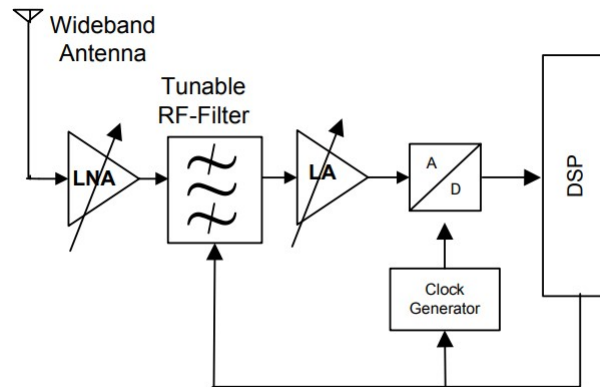 Wideband
Antenna
Tunable
RF-Filter
LNA
LA
A
D
DSP
Clock
Generator